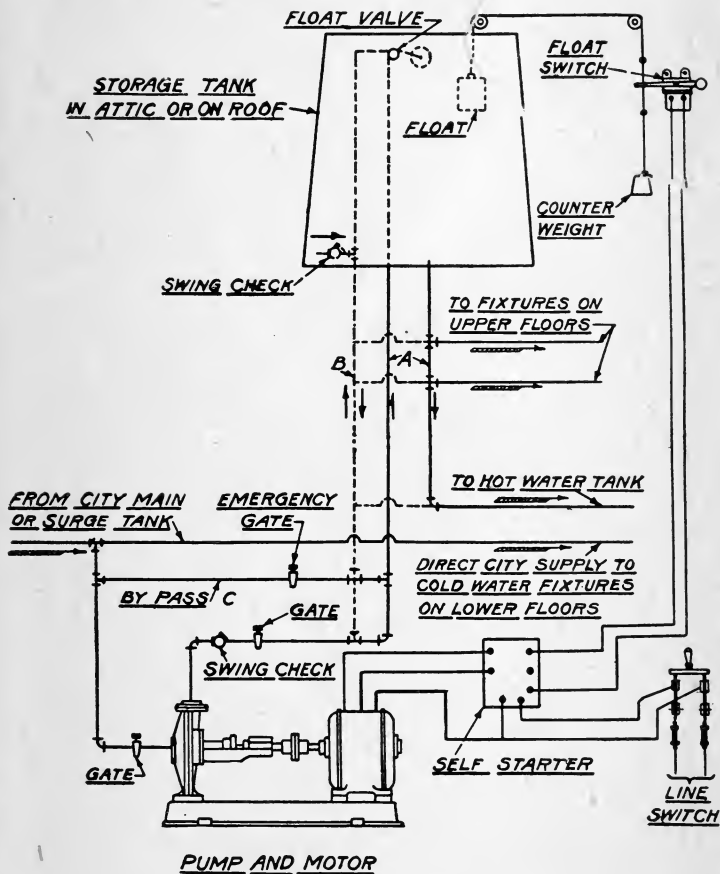 FLOAT VALVE
FLOAT
SWITCH
STORAGE TANK
IN ATTIC OR ON ROOF
FLOAT
COUNTER
WEIGHT
SWING CHECK
TO FIXTURES ON
UPPER FLOORS
B
A
TO HOT WATER TANK
FROM CITY MAIN
OR SURGE TANK
EMERGENCY
GATE
DIRECT CITY SUPPLY TO
COLD WATER FIXTURES
ON LOWER FLOORS
BY PASS C
GATE
SWING CHECK
GATE
SELF STARTER
LINE
SWITCH
PUMP AND MOTOR